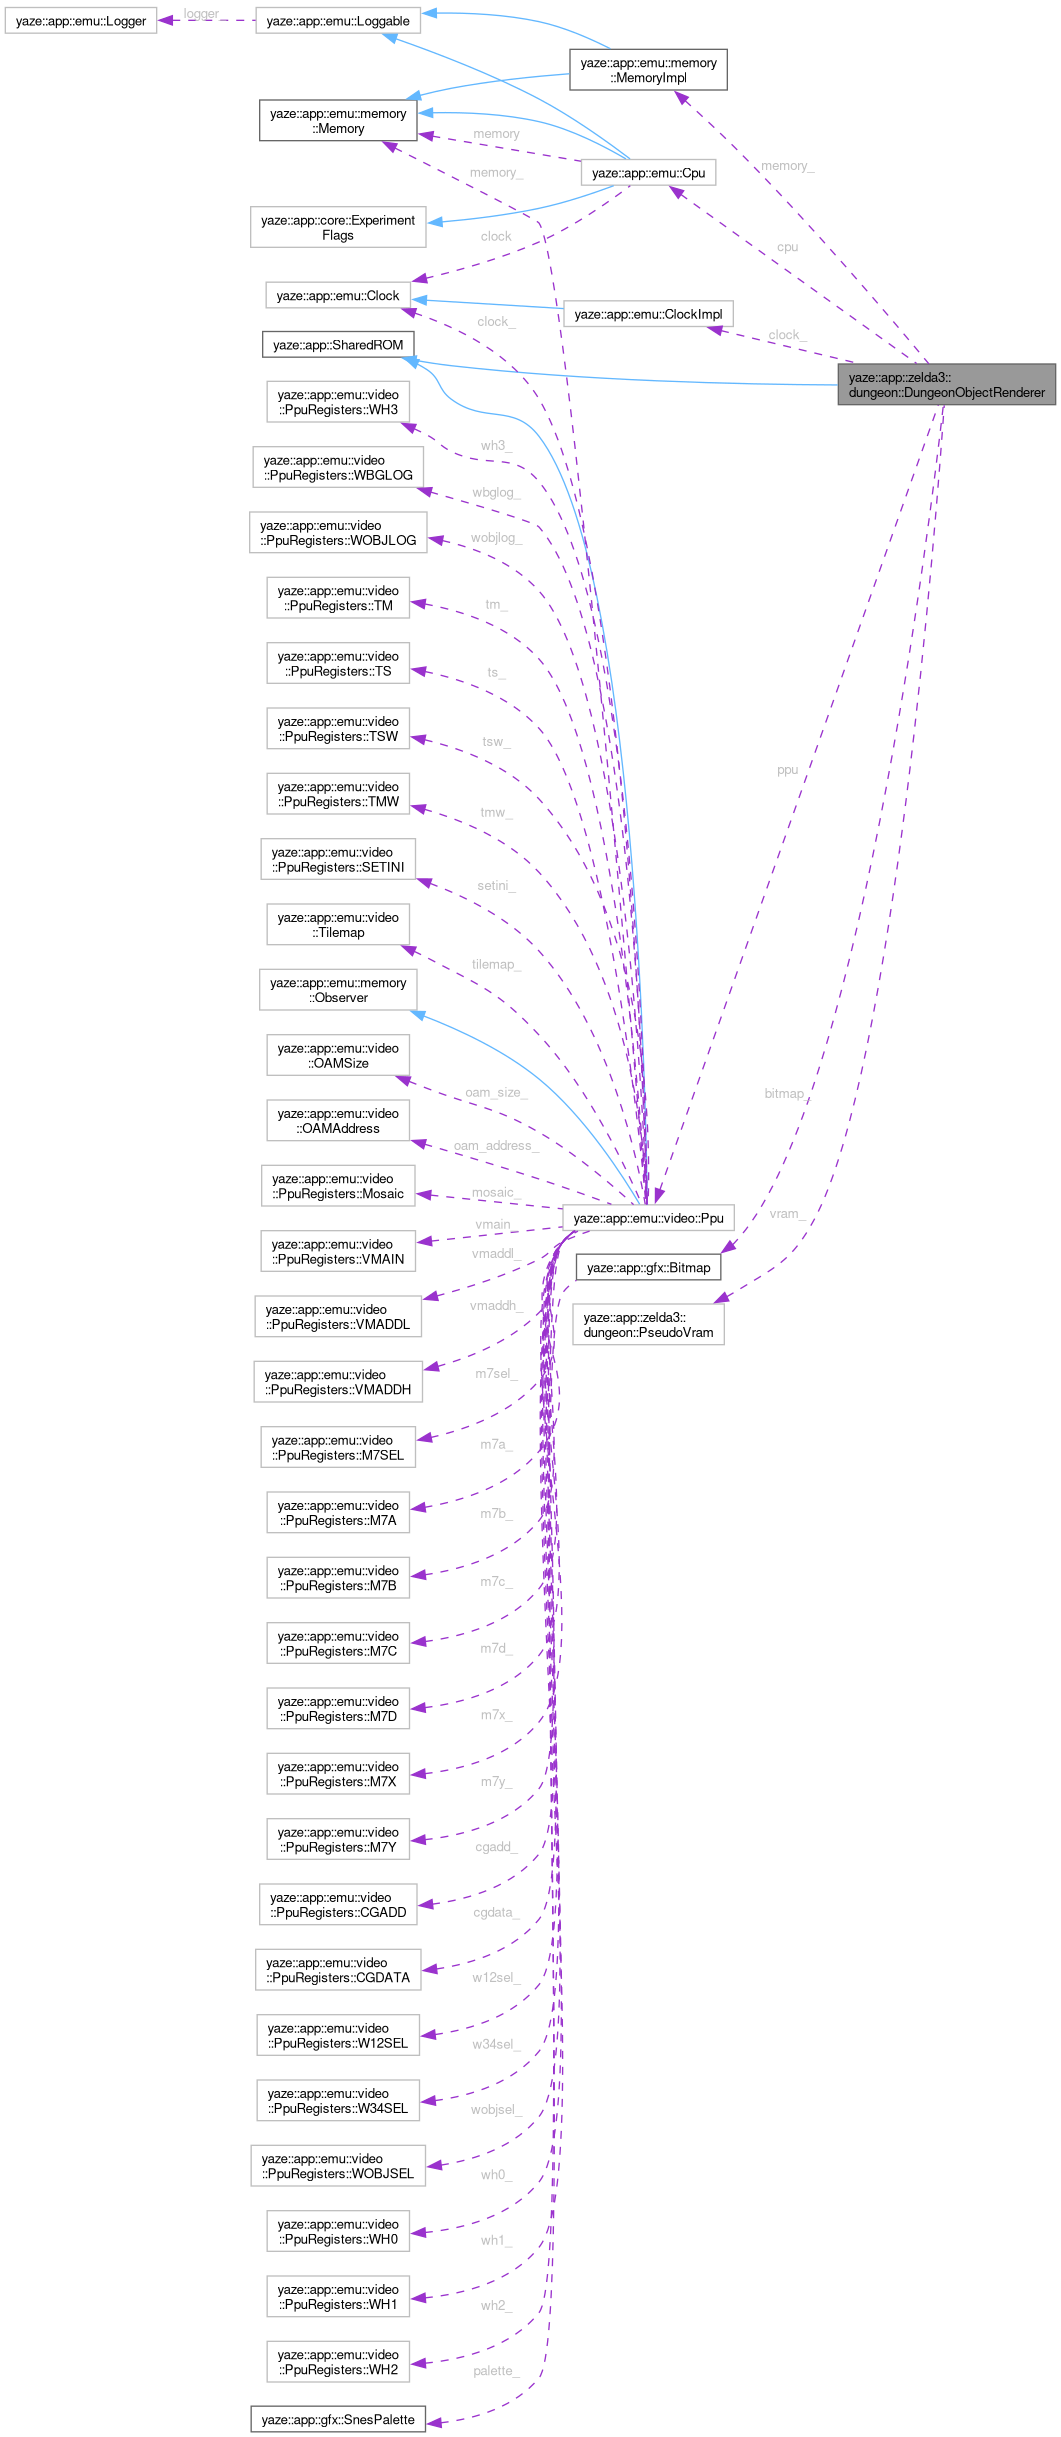 yaze::app::emu::Logger
logger
yaze::app::emu::Loggable
yaze::app::emu::memory
::MemoryImpl
yaze::app::emu::memory
::Memory
memory
memory_
yaze::app::emu::Cpu
memory_
yaze::app::core::Experiment
Flags
clock
cpu
yaze::app::emu::Clock
yaze::app::emu::ClockImpl
clock_
clock_
yaze::app::SharedROM
yaze::app::zelda3::
dungeon::DungeonObjectRenderer
yaze::app::emu::video
::PpuRegisters::WH3
wh3_
yaze::app::emu::video
::PpuRegisters::WBGLOG
wbglog_
yaze::app::emu::video
::PpuRegisters::WOBJLOG
wobjlog_
yaze::app::emu::video
::PpuRegisters::TM
tm_
yaze::app::emu::video
::PpuRegisters::TS
ts_
yaze::app::emu::video
::PpuRegisters::TSW
tsw_
ppu
yaze::app::emu::video
::PpuRegisters::TMW
tmw_
yaze::app::emu::video
::PpuRegisters::SETINI
setini_
yaze::app::emu::video
::Tilemap
tilemap_
yaze::app::emu::memory
::Observer
yaze::app::emu::video
::OAMSize
oam_size_
bitmap_
yaze::app::emu::video
::OAMAddress
oam_address_
yaze::app::emu::video
::PpuRegisters::Mosaic
mosaic_
yaze::app::emu::video::Ppu
vram_
yaze::app::emu::video
::PpuRegisters::VMAIN
vmain_
vmaddl_
yaze::app::gfx::Bitmap
yaze::app::emu::video
::PpuRegisters::VMADDL
vmaddh_
yaze::app::zelda3::
dungeon::PseudoVram
yaze::app::emu::video
::PpuRegisters::VMADDH
m7sel_
yaze::app::emu::video
::PpuRegisters::M7SEL
m7a_
yaze::app::emu::video
::PpuRegisters::M7A
m7b_
yaze::app::emu::video
::PpuRegisters::M7B
m7c_
yaze::app::emu::video
::PpuRegisters::M7C
m7d_
yaze::app::emu::video
::PpuRegisters::M7D
m7x_
yaze::app::emu::video
::PpuRegisters::M7X
m7y_
yaze::app::emu::video
::PpuRegisters::M7Y
cgadd_
yaze::app::emu::video
::PpuRegisters::CGADD
cgdata_
yaze::app::emu::video
::PpuRegisters::CGDATA
w12sel_
yaze::app::emu::video
::PpuRegisters::W12SEL
w34sel_
yaze::app::emu::video
::PpuRegisters::W34SEL
wobjsel_
yaze::app::emu::video
::PpuRegisters::WOBJSEL
wh0_
yaze::app::emu::video
::PpuRegisters::WH0
wh1_
yaze::app::emu::video
::PpuRegisters::WH1
wh2_
yaze::app::emu::video
::PpuRegisters::WH2
palette_
yaze::app::gfx::SnesPalette